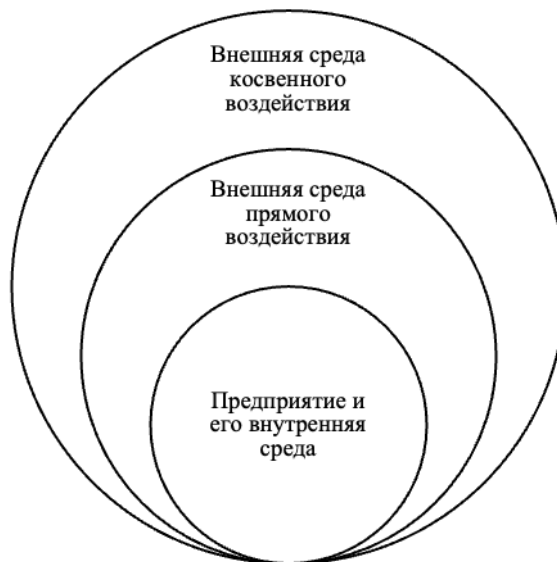 Внешняя среда
косвенного
воздействия
Внешняя среда
прямого
воздействия
Предприятие и
его внутренняя
среда